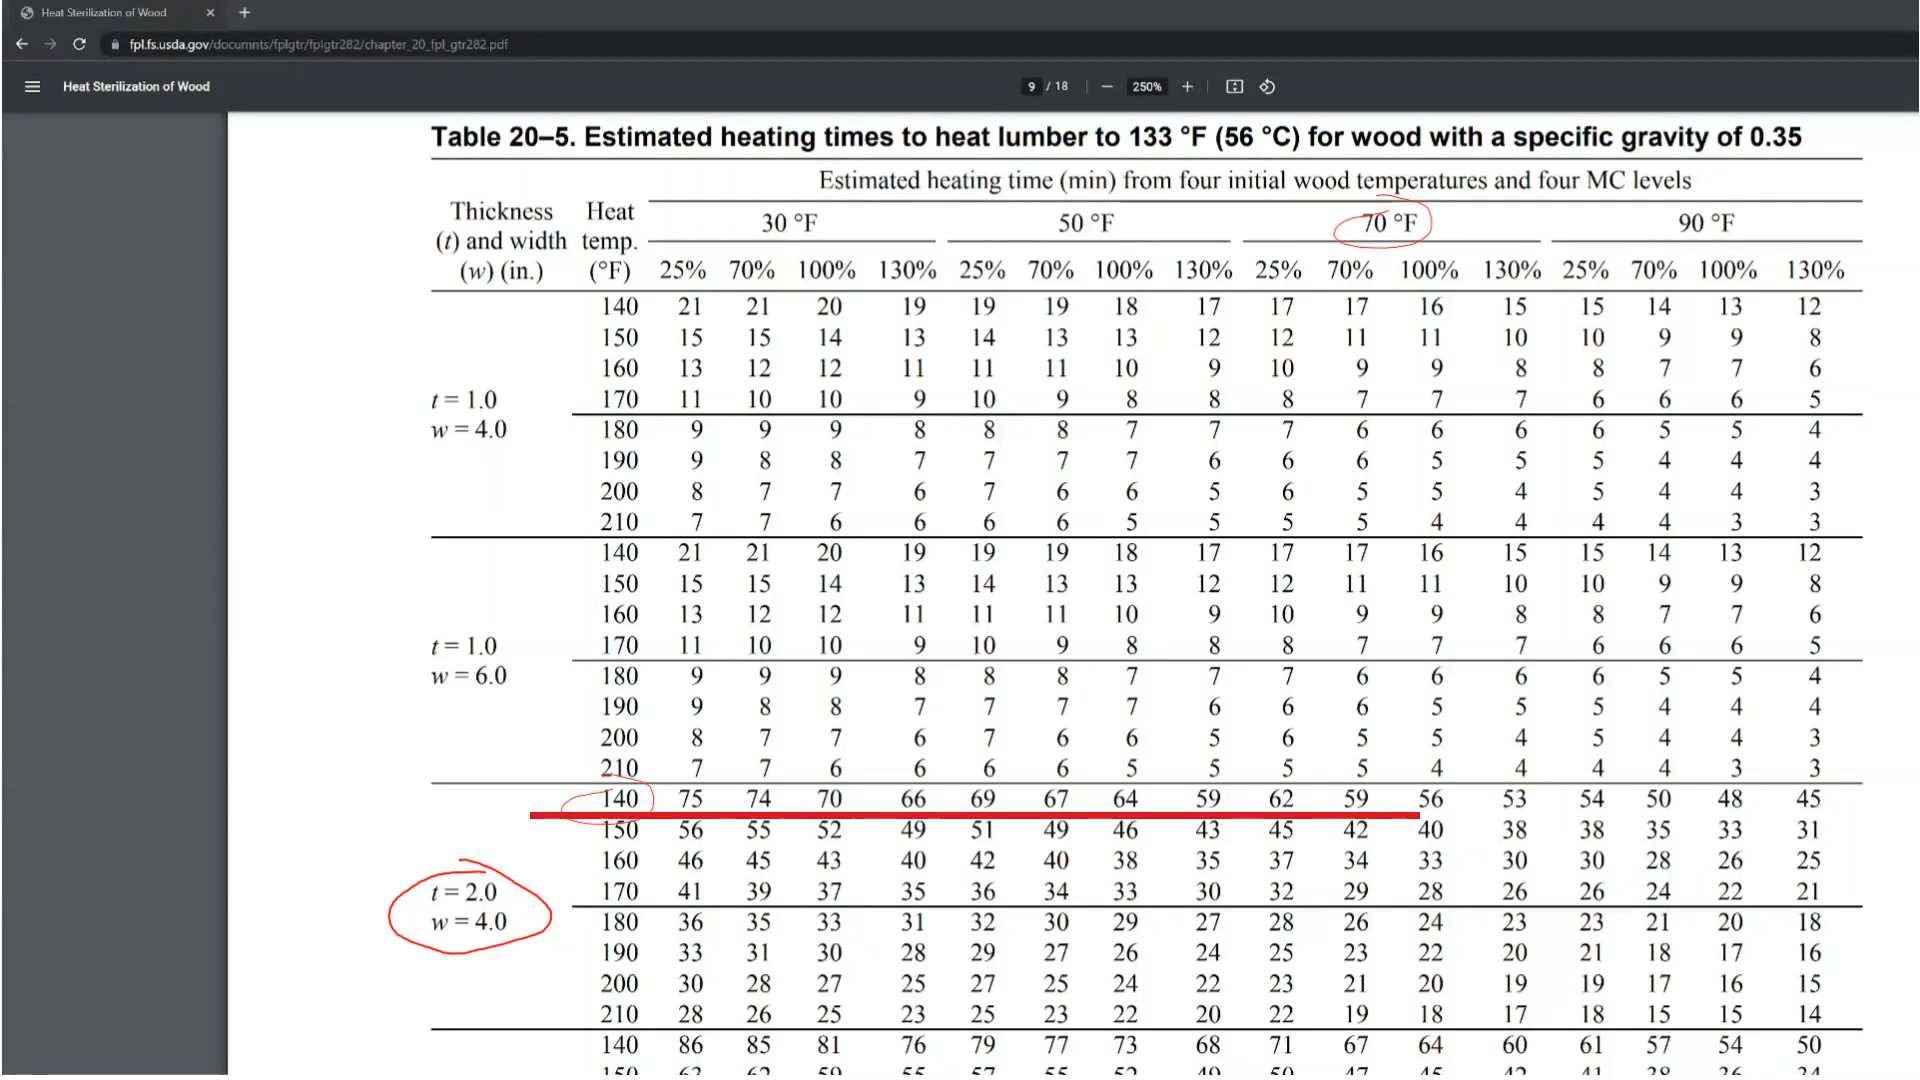 Heat Sterilization of Wood
fpl.fs.usda.gov/documnts/fplgtr/fplgtr282/chapter_20_fpl_gtr282.pdf
Heat Sterilization of Wood 9 / 18 250%
Table 20–5. Estimated heating times to heat lumber to 133 °F (56 °C) for wood with a specific gravity of 0.35
Estimated heating time (min) from four initial wood temperatures and four MC levels
Thickness Heat
30 °F 50 °F 70 °F 90 °F
(t) and width temp.
(w) (in.) (°F) 25% 70% 100% 130% 25% 70% 100% 130% 25% 70% 100% 130% 25% 70% 100% 130%
140 21 21 20 19 19 19 18 17 17 17 16 15 15 14 13 12
150 15 15 14 13 14 13 13 12 12 11 11 10 10 9 9 8
160 13 12 12 11 11 11 10 9 10 9 9 8 8 7 7 6
t = 1.0 170 11 10 10 9 10 9 8 8 8 7 7 7 6 6 6 5
w = 4.0 180 9 9 9 8 8 8 7 7 7 6 6 6 6 5 5 4
190 9 8 8 7 7 7 7 6 6 6 5 5 5 4 4 4
200 8 7 7 6 7 6 6 5 6 5 5 4 5 4 4 3
210 7 7 6 6 6 6 5 5 5 5 4 4 4 4 3 3
140 21 21 20 19 19 19 18 17 17 17 16 15 15 14 13 12
150 15 15 14 13 14 13 13 12 12 11 11 10 10 9 9 8
160 13 12 12 11 11 11 10 9 10 9 9 8 8 7 7 6
t = 1.0 170 11 10 10 9 10 9 8 8 8 7 7 7 6 6 6 5
w = 6.0 180 9 9 9 8 8 8 7 7 7 6 6 6 6 5 5 4
190 9 8 8 7 7 7 7 6 6 6 5 5 5 4 4 4
200 8 7 7 6 7 6 6 5 6 5 5 4 5 4 4 3
210 7 7 6 6 6 6 5 5 5 5 4 4 4 4 3 3
140 75 74 70 66 69 67 64 59 62 59 56 53 54 50 48 45
150 56 55 52 49 51 49 46 43 45 42 40 38 38 35 33 31
160 46 45 43 40 42 40 38 35 37 34 33 30 30 28 26 25
t = 2.0 170 41 39 37 35 36 34 33 30 32 29 28 26 26 24 22 21
w = 4.0 180 36 35 33 31 32 30 29 27 28 26 24 23 23 21 20 18
190 33 31 30 28 29 27 26 24 25 23 22 20 21 18 17 16
200 30 28 27 25 27 25 24 22 23 21 20 19 19 17 16 15
210 28 26 25 23 25 23 22 20 22 19 18 17 18 15 15 14
140 86 85 81 76 79 77 73 68 71 67 64 60 61 57 54 50